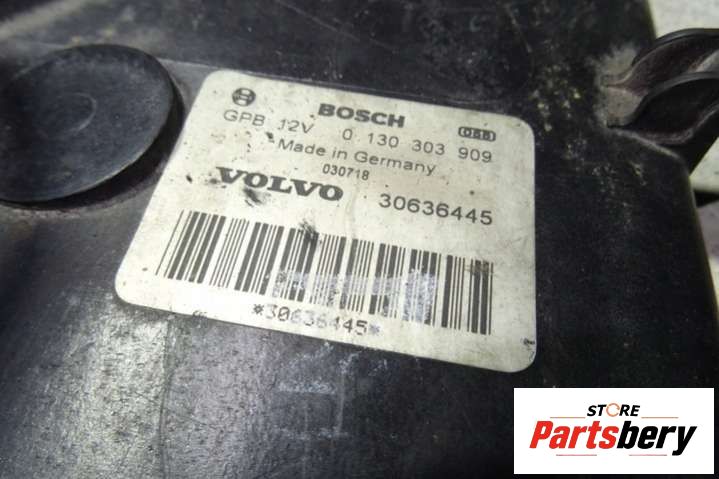 BOSCH
GPB 12V 0 130 303 909
Made in Germany
030718
VOLVO 30636445
*30636445*
STORE
Partsbery